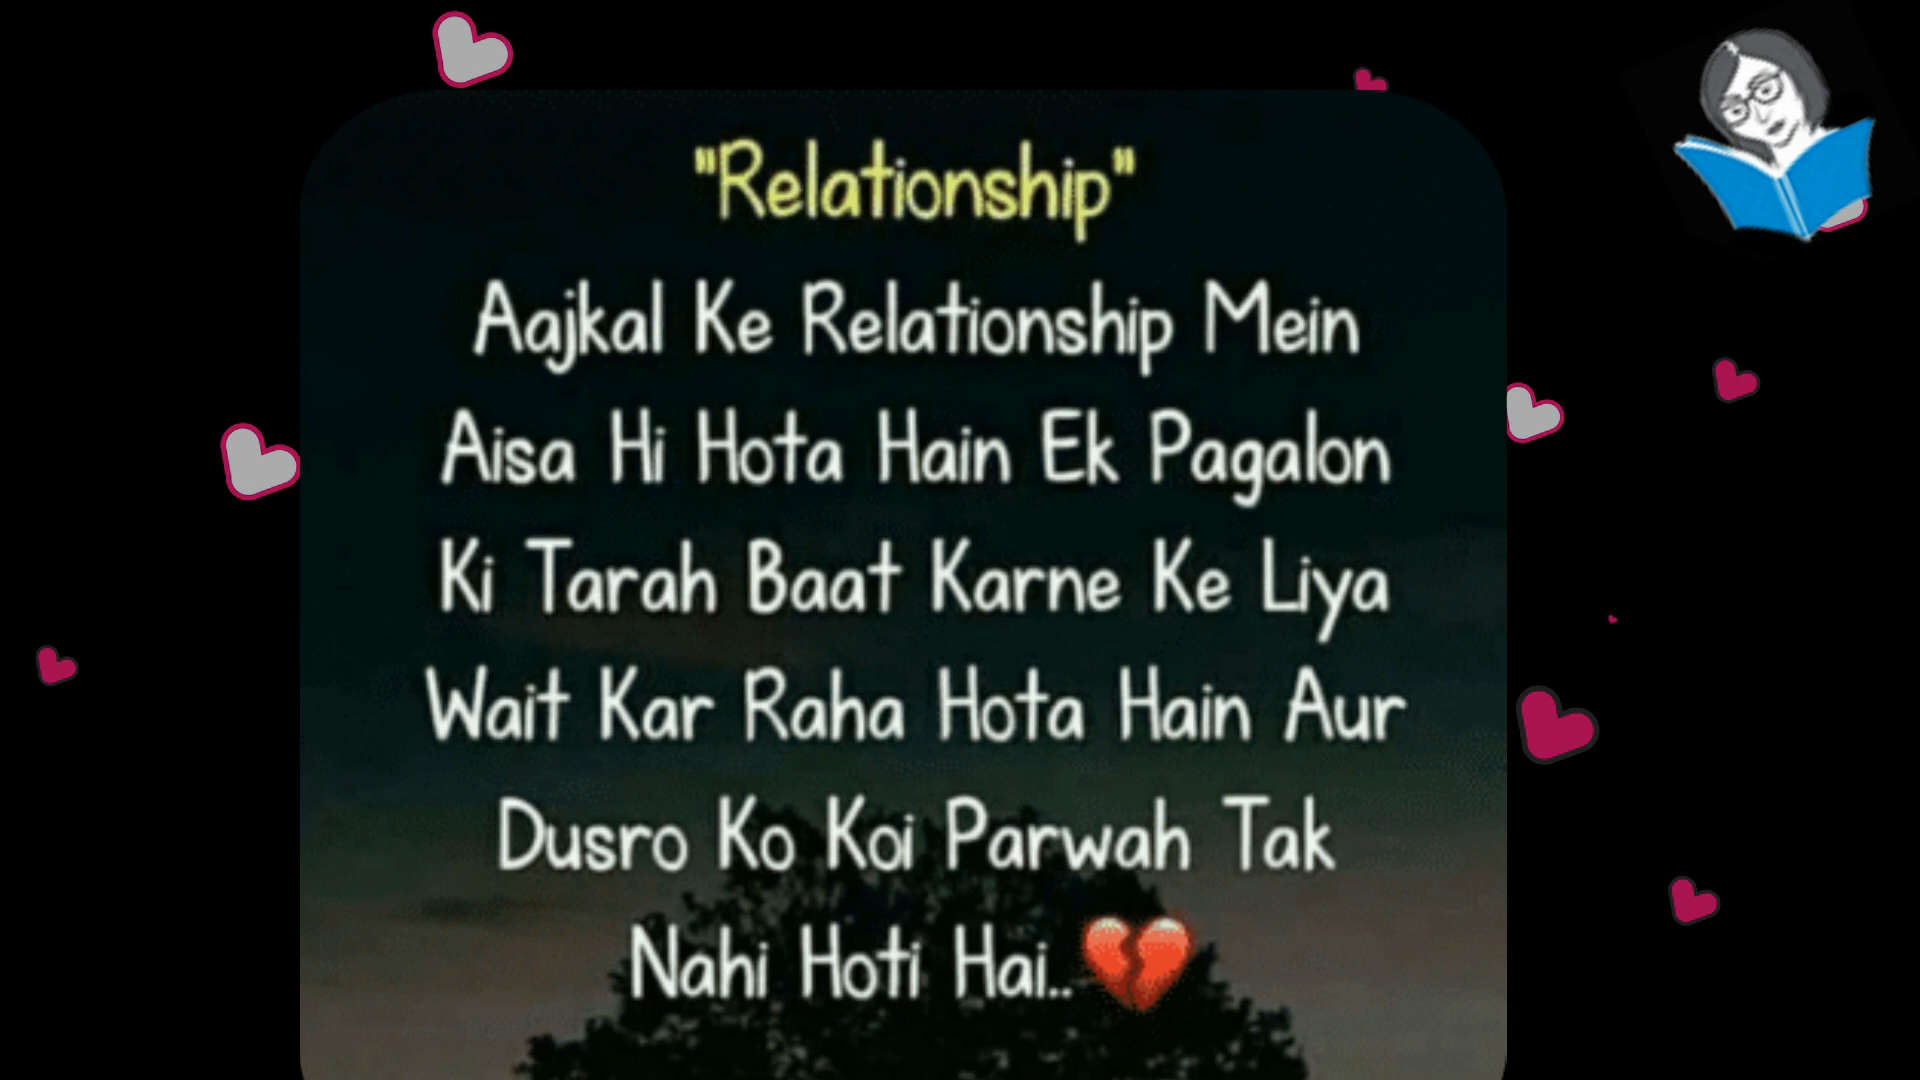 "Relationship"
Aajkal Ke Relationship Mein
Aisa Hi Hota Hain Ek Pagalon
Ki Tarah Baat Karne Ke Liya
Wait Kar Raha Hota Hain Aur
Dusro Ko Koi Parwah Tak
Nahi Hoti Hai..💔